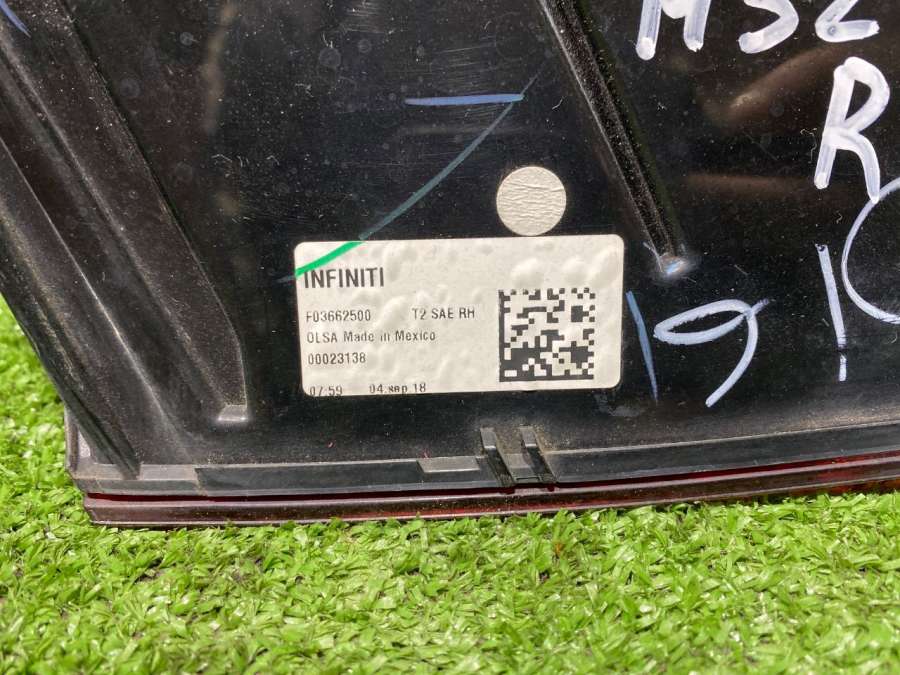 R
INFINITI
F03662500 T2 SAE RH
OLSA Made in Mexico
00023138
07:59 04.sep.18
19